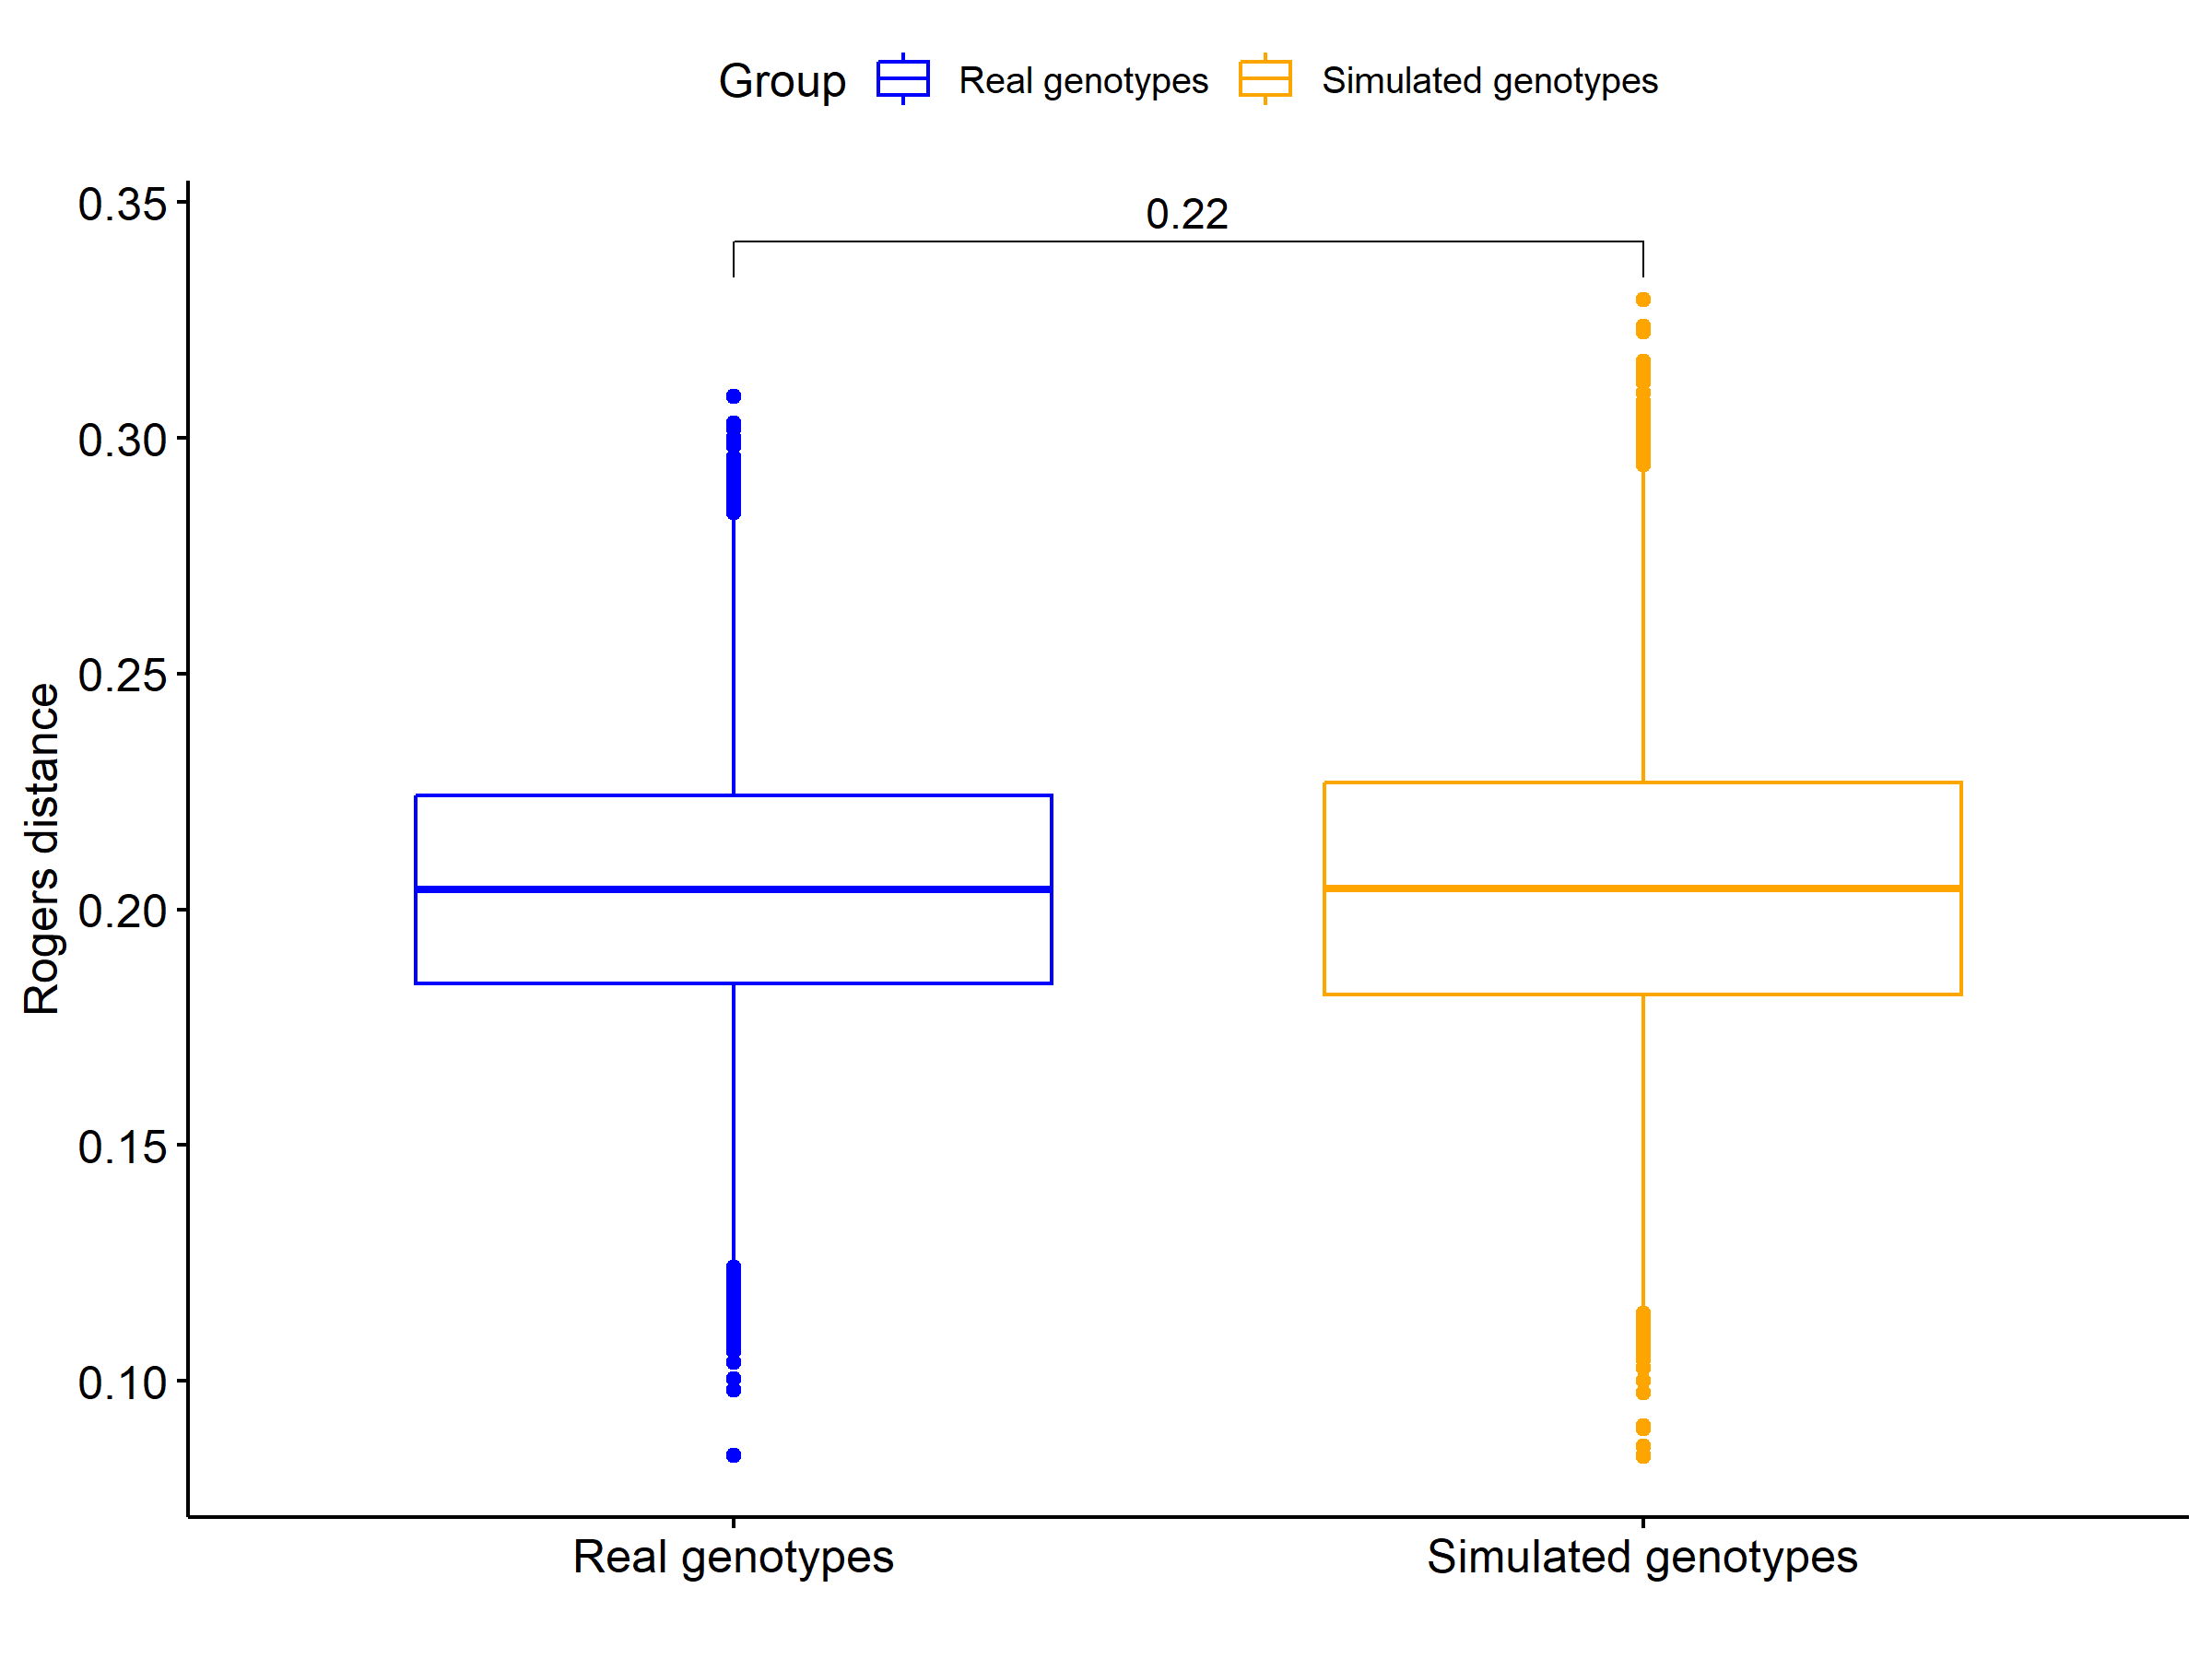 Group Real genotypes Simulated genotypes
0.22
0.35
0.30
0.25
0.20
0.15
0.10
Rogers distance
Real genotypes Simulated genotypes